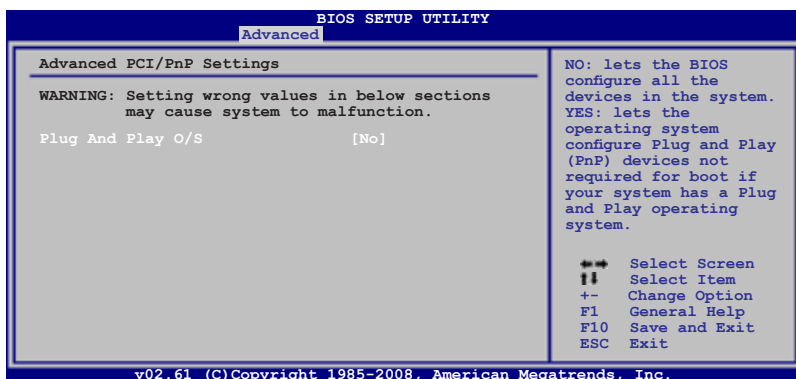 BIOS SETUP UTILITY
Advanced
Advanced PCI/PnP Settings
WARNING: Setting wrong values in below sections
may cause system to malfunction.
Plug And Play O/S [No]
NO: lets the BIOS
configure all the
devices in the system.
YES: lets the
operating system
configure Plug and Play
(PnP) devices not
required for boot if
your system has a Plug
and Play operating
system.
←→ Select Screen
↑↓ Select Item
+- Change Option
F1 General Help
F10 Save and Exit
ESC Exit
v02.61 (C)Copyright 1985-2008, American Megatrends, Inc.